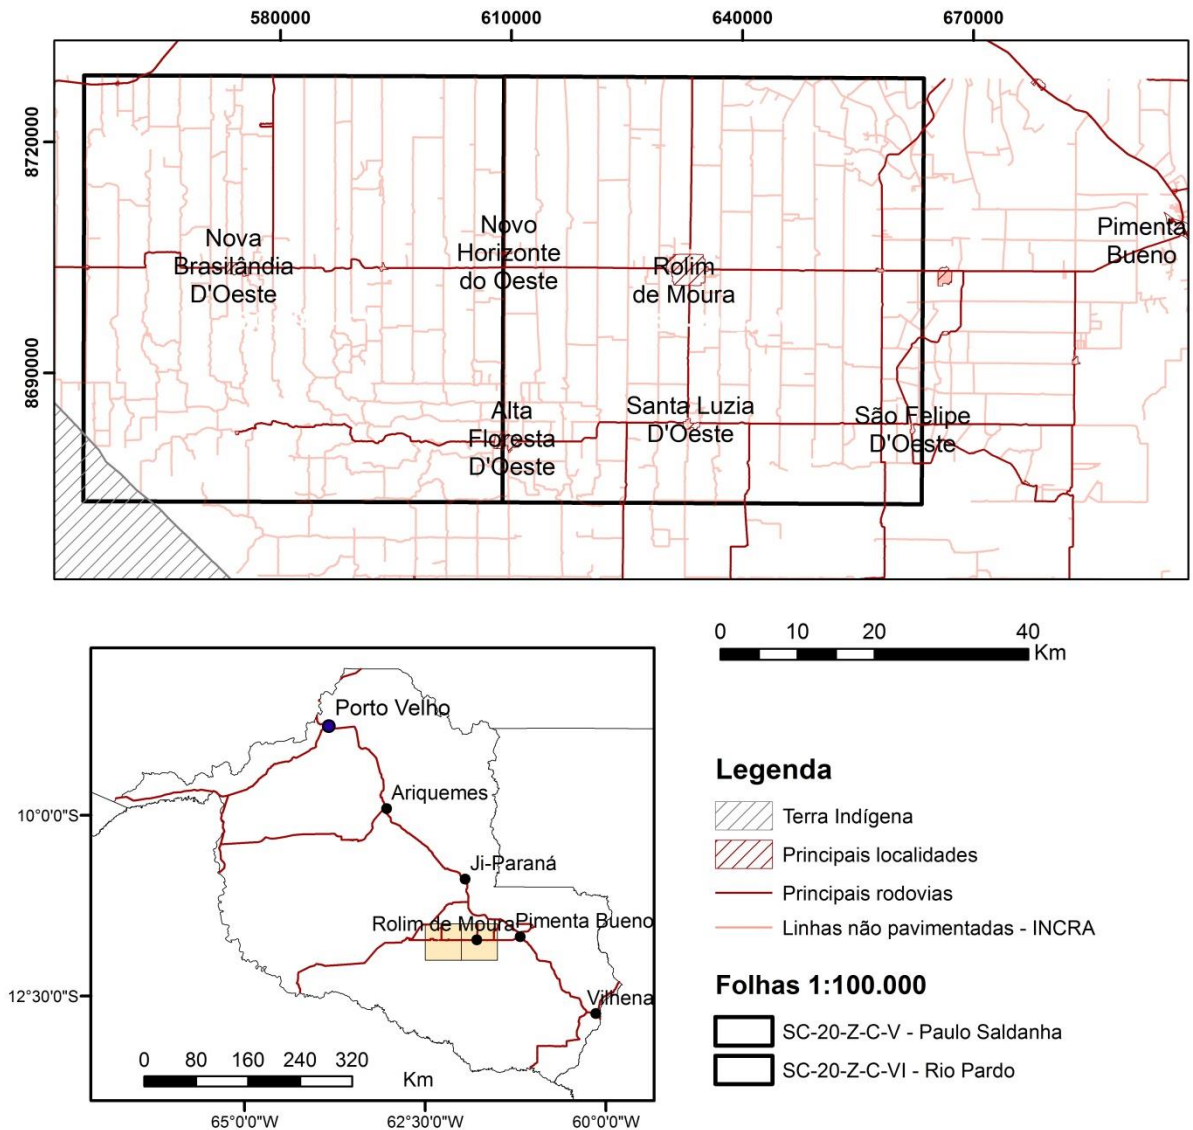 580000
610000
640000
670000
8720000
8690000
Nova
Brasilândia
D'Oeste
Novo
Horizonte
do Oeste
Rolim
de Moura
Pimenta
Bueno
Alta
Floresta
D'Oeste
Santa Luzia
D'Oeste
São Felipe
D'Oeste
0 10 20 40
Km
Porto Velho
Ariquemes
Ji-Paraná
Rolim de Moura
Pimenta Bueno
Vilhena
10°0'0"S
12°30'0"S
0 80 160 240 320
Km
65°0'0"W
62°30'0"W
60°0'0"W
Legenda
Terra Indígena
Principais localidades
Principais rodovias
Linhas não pavimentadas - INCRA
Folhas 1:100.000
SC-20-Z-C-V - Paulo Saldanha
SC-20-Z-C-VI - Rio Pardo